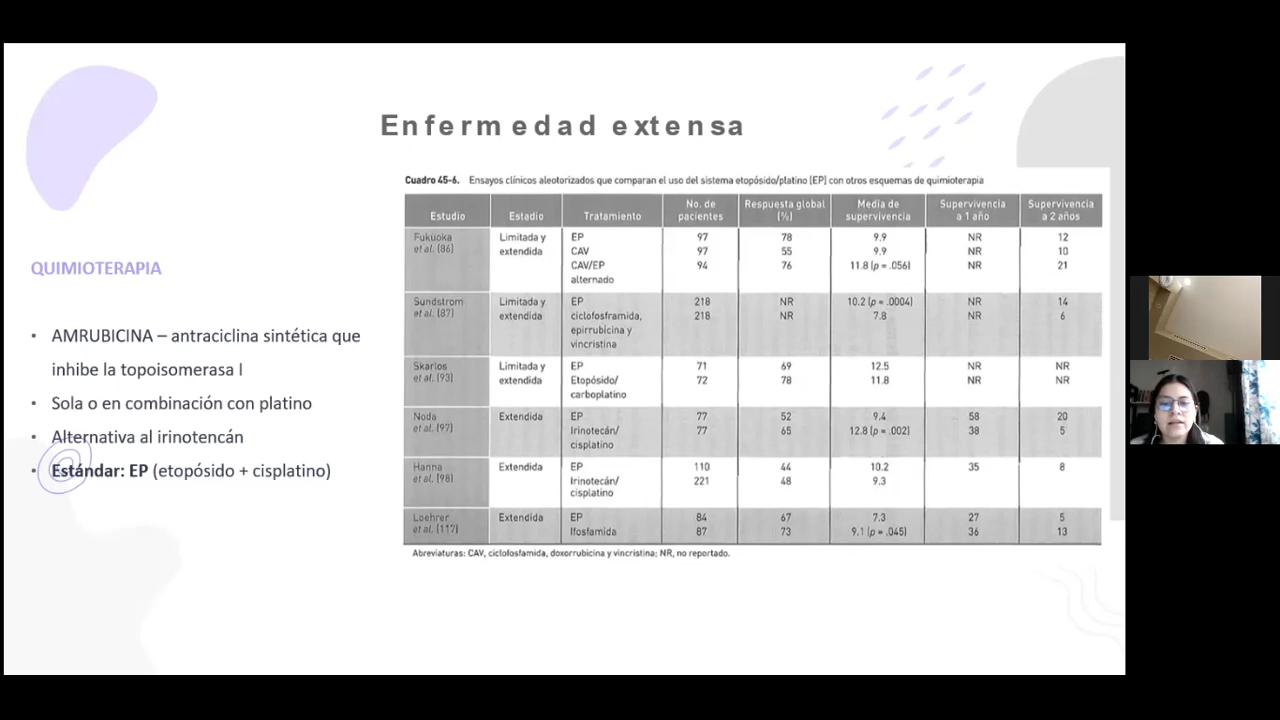 Enfermedad extensa
QUIMIOTERAPIA
• AMRUBICINA – antraciclina sintética que
inhibe la topoisomerasa I
• Sola o en combinación con platino
• Alternativa al irinotencán
• Estándar: EP (etopósido + cisplatino)
Cuadro 45-6. Ensayos clínicos aleotorizados que comparan el uso del sistema etopósido/platino (EP) con otros esquemas de quimioterapia
Estudio Estadio Tratamiento No. de pacientes Respuesta global (%) Media de supervivencia Supervivencia a 1 año Supervivencia a 2 años
Fukuoka Limitada y EP 97 78 9.9 NR 12
et al. (86) extendida CAV 97 55 9.9 NR 10
CAV/EP 94 76 11.8 (p = .056) NR 21
alternado
Sundstrom Limitada y EP 218 NR 10.2 (p = .0004) NR 14
et al. (87) extendida ciclofosframida, 218 NR 7.8 NR 6
epirrubicina y
vincristina
Skarlos Limitada y EP 71 69 12.5 NR NR
et al. (93) extendida Etopósido/ 72 78 11.8 NR NR
carboplatino
Noda Extendida EP 77 52 9.4 58 20
et al. (97) Irinotecán/ 77 65 12.8 (p = .002) 38 5
cisplatino
Hanna Extendida EP 110 44 10.2 35 8
et al. (98) Irinotecán/ 221 48 9.3
cisplatino
Loehrer Extendida EP 84 67 7.3 27 5
et al. (117) Ifosfamida 87 73 9.1 (p = .045) 36 13
Abreviaturas: CAV, ciclofosfamida, doxorrubicina y vincristina; NR, no reportado.